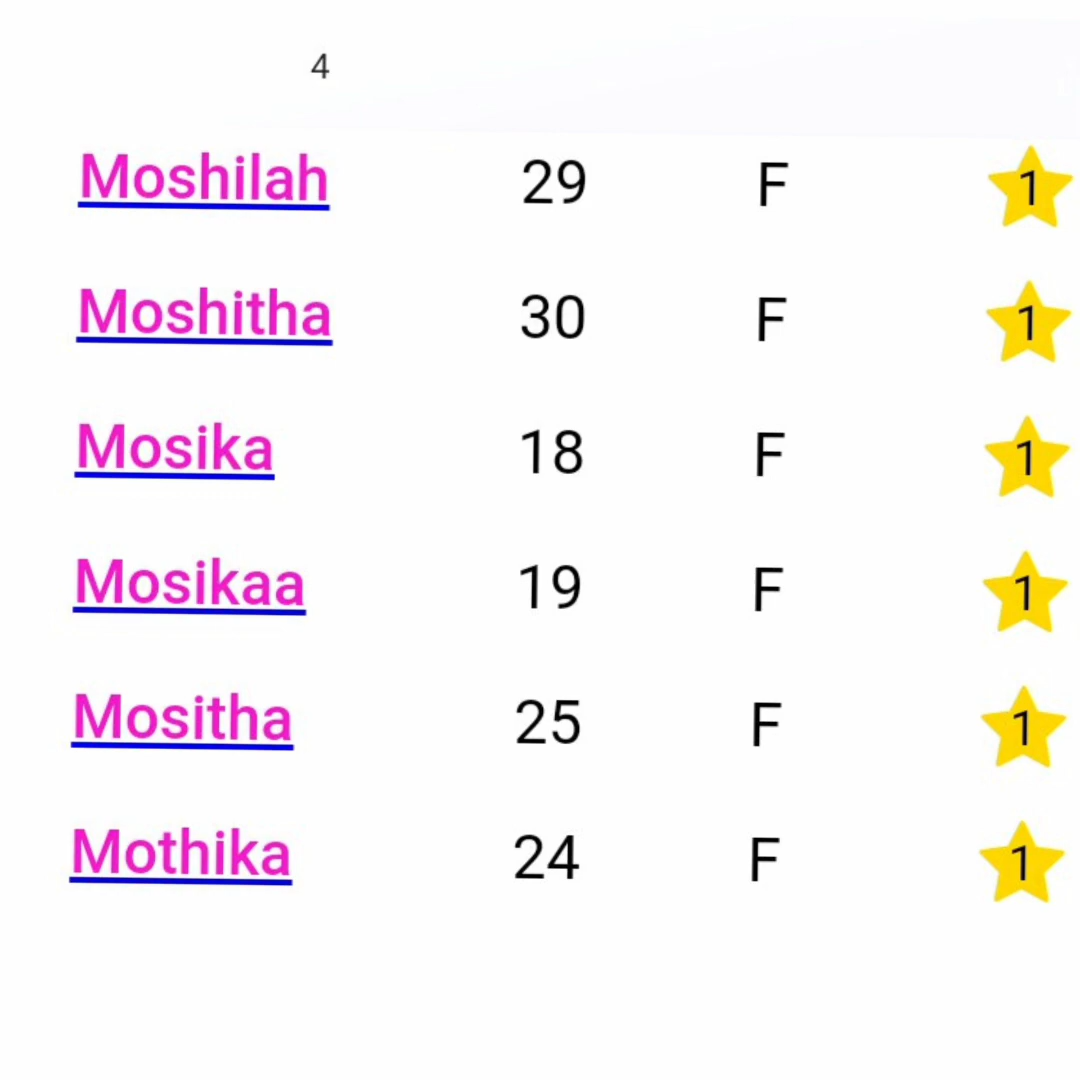 4
Moshilah 29 F 1
Moshitha 30 F 1
Mosika 18 F 1
Mosikaa 19 F 1
Mositha 25 F 1
Mothika 24 F 1